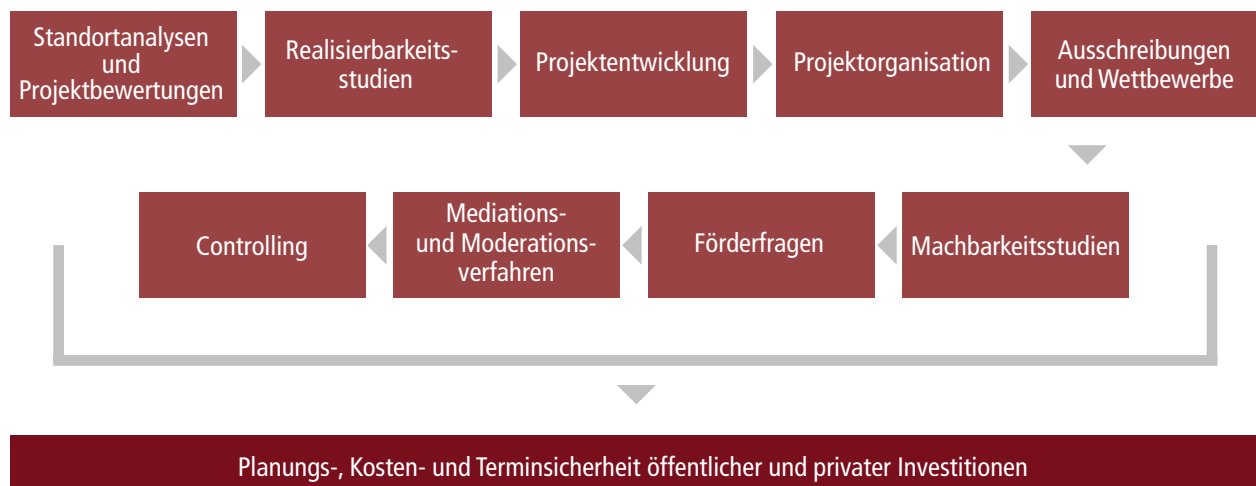 Standortanalysen
und
Projektbewertungen
Realisierbarkeits-
studien
Projektentwicklung
Projektorganisation
Ausschreibungen
und Wettbewerbe
Controlling
Mediations-
und Moderations-
verfahren
Förderfragen
Machbarkeitsstudien
Planungs-, Kosten- und Terminsicherheit öffentlicher und privater Investitionen